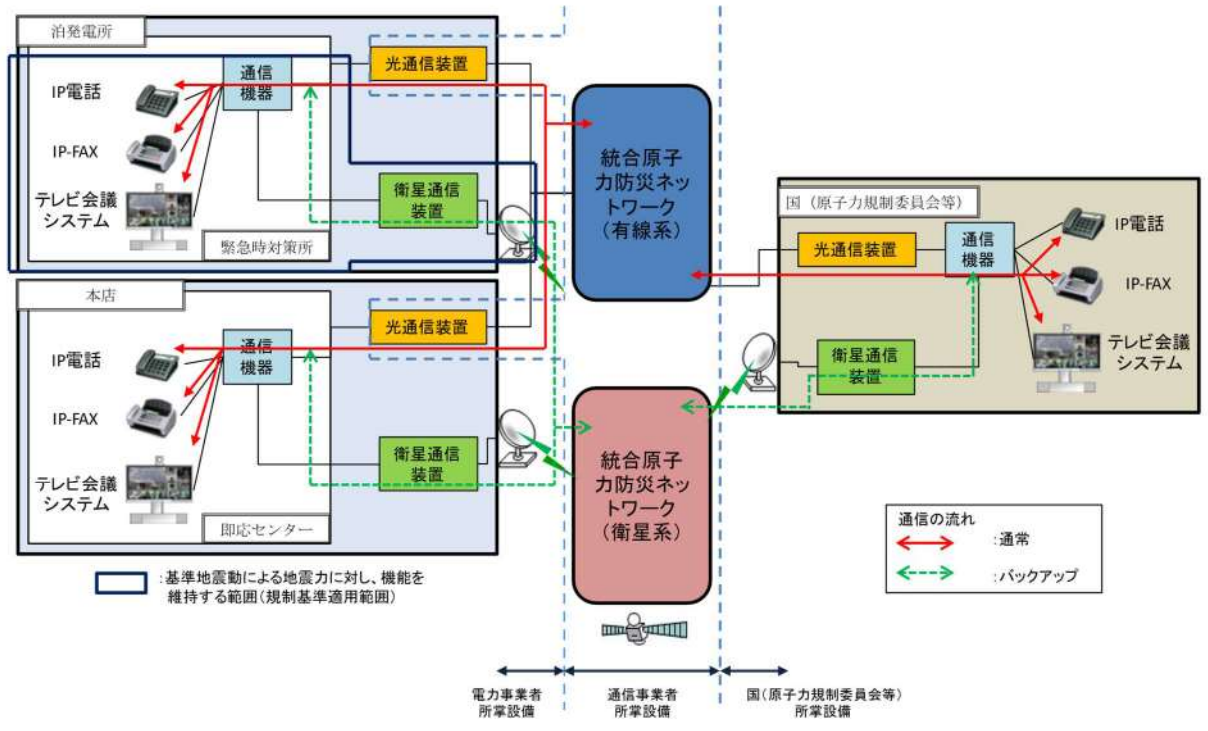 泊発電所
IP電話
IP-FAX
テレビ会議
システム
通信
機器
光通信装置
衛星通信
装置
緊急時対策所
本店
IP電話
IP-FAX
テレビ会議
システム
通信
機器
光通信装置
衛星通信
装置
即応センター
統合原子
力防災ネッ
トワーク
(有線系)
統合原子
力防災ネッ
トワーク
(衛星系)
国（原子力規制委員会等）
光通信装置
通信
機器
衛星通信
装置
IP電話
IP-FAX
テレビ会議
システム
通信の流れ
:通常
:バックアップ
:基準地震動による地震力に対し、機能を
維持する範囲(規制基準適用範囲)
電力事業者
所掌設備
通信事業者
所掌設備
国(原子力規制委員会等)
所掌設備